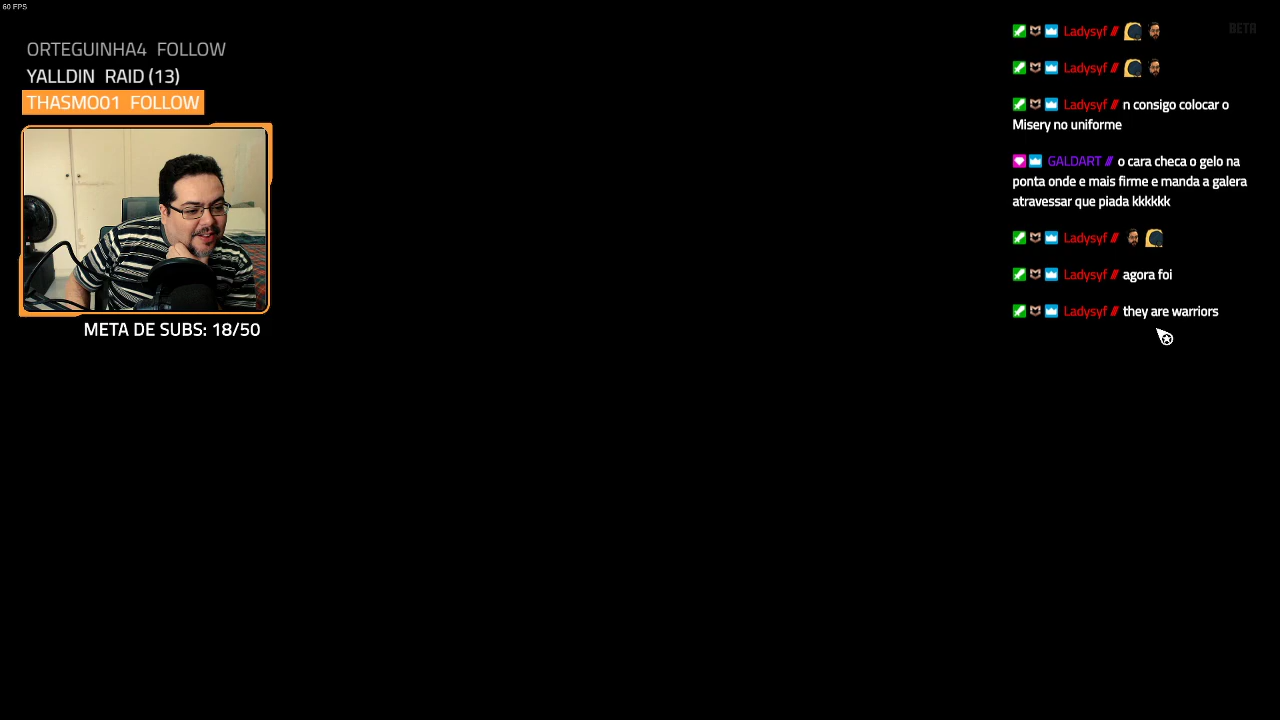 60 FPS
ORTEGUINHA4 FOLLOW
YALLDIN RAID (13)
THASMO01 FOLLOW
META DE SUBS: 18/50
BETA
Ladysyf ///
Ladysyf ///
Ladysyf /// n consigo colocar o
Misery no uniforme
GALDART /// o cara checa o gelo na
ponta onde e mais firme e manda a galera
atravessar que piada kkkkkk
Ladysyf ///
Ladysyf /// agora foi
Ladysyf /// they are warriors